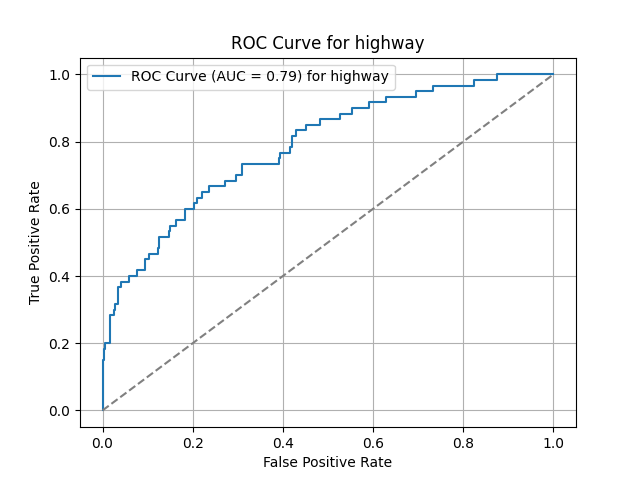 ROC Curve for highway
ROC Curve (AUC = 0.79) for highway
True Positive Rate
1.0
0.8
0.6
0.4
0.2
0.0
0.0 0.2 0.4 0.6 0.8 1.0
False Positive Rate